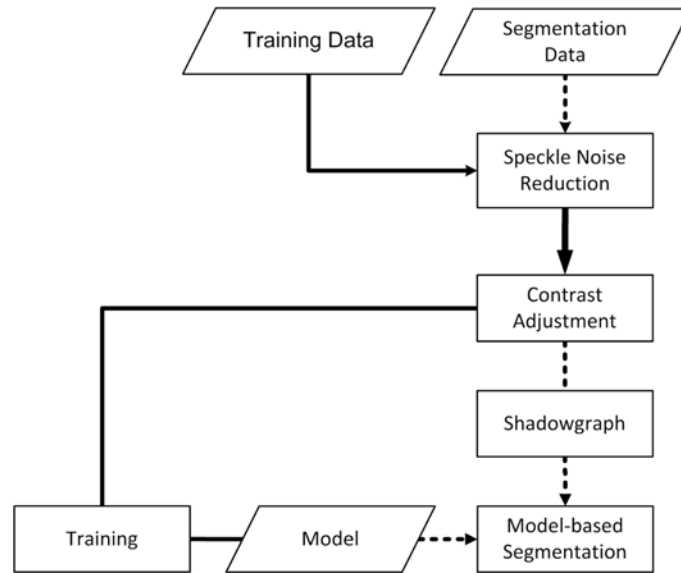 Training Data
Segmentation
Data
Speckle Noise
Reduction
Contrast
Adjustment
Shadowgraph
Training
Model
Model-based
Segmentation